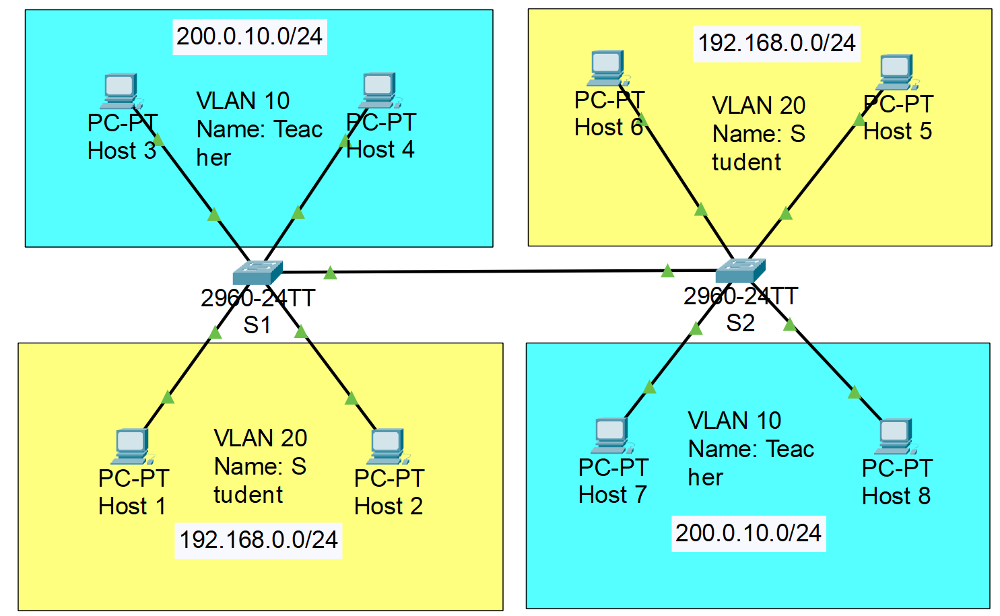 200.0.10.0/24
PC-PT
Host 3
VLAN 10
Name: Teac
her
PC-PT
Host 4
192.168.0.0/24
PC-PT
Host 6
VLAN 20
Name: S
tudent
PC-PT
Host 5
2960-24TT
S1
2960-24TT
S2
PC-PT
Host 1
VLAN 20
Name: S
tudent
PC-PT
Host 2
192.168.0.0/24
PC-PT
Host 7
VLAN 10
Name: Teac
her
PC-PT
Host 8
200.0.10.0/24